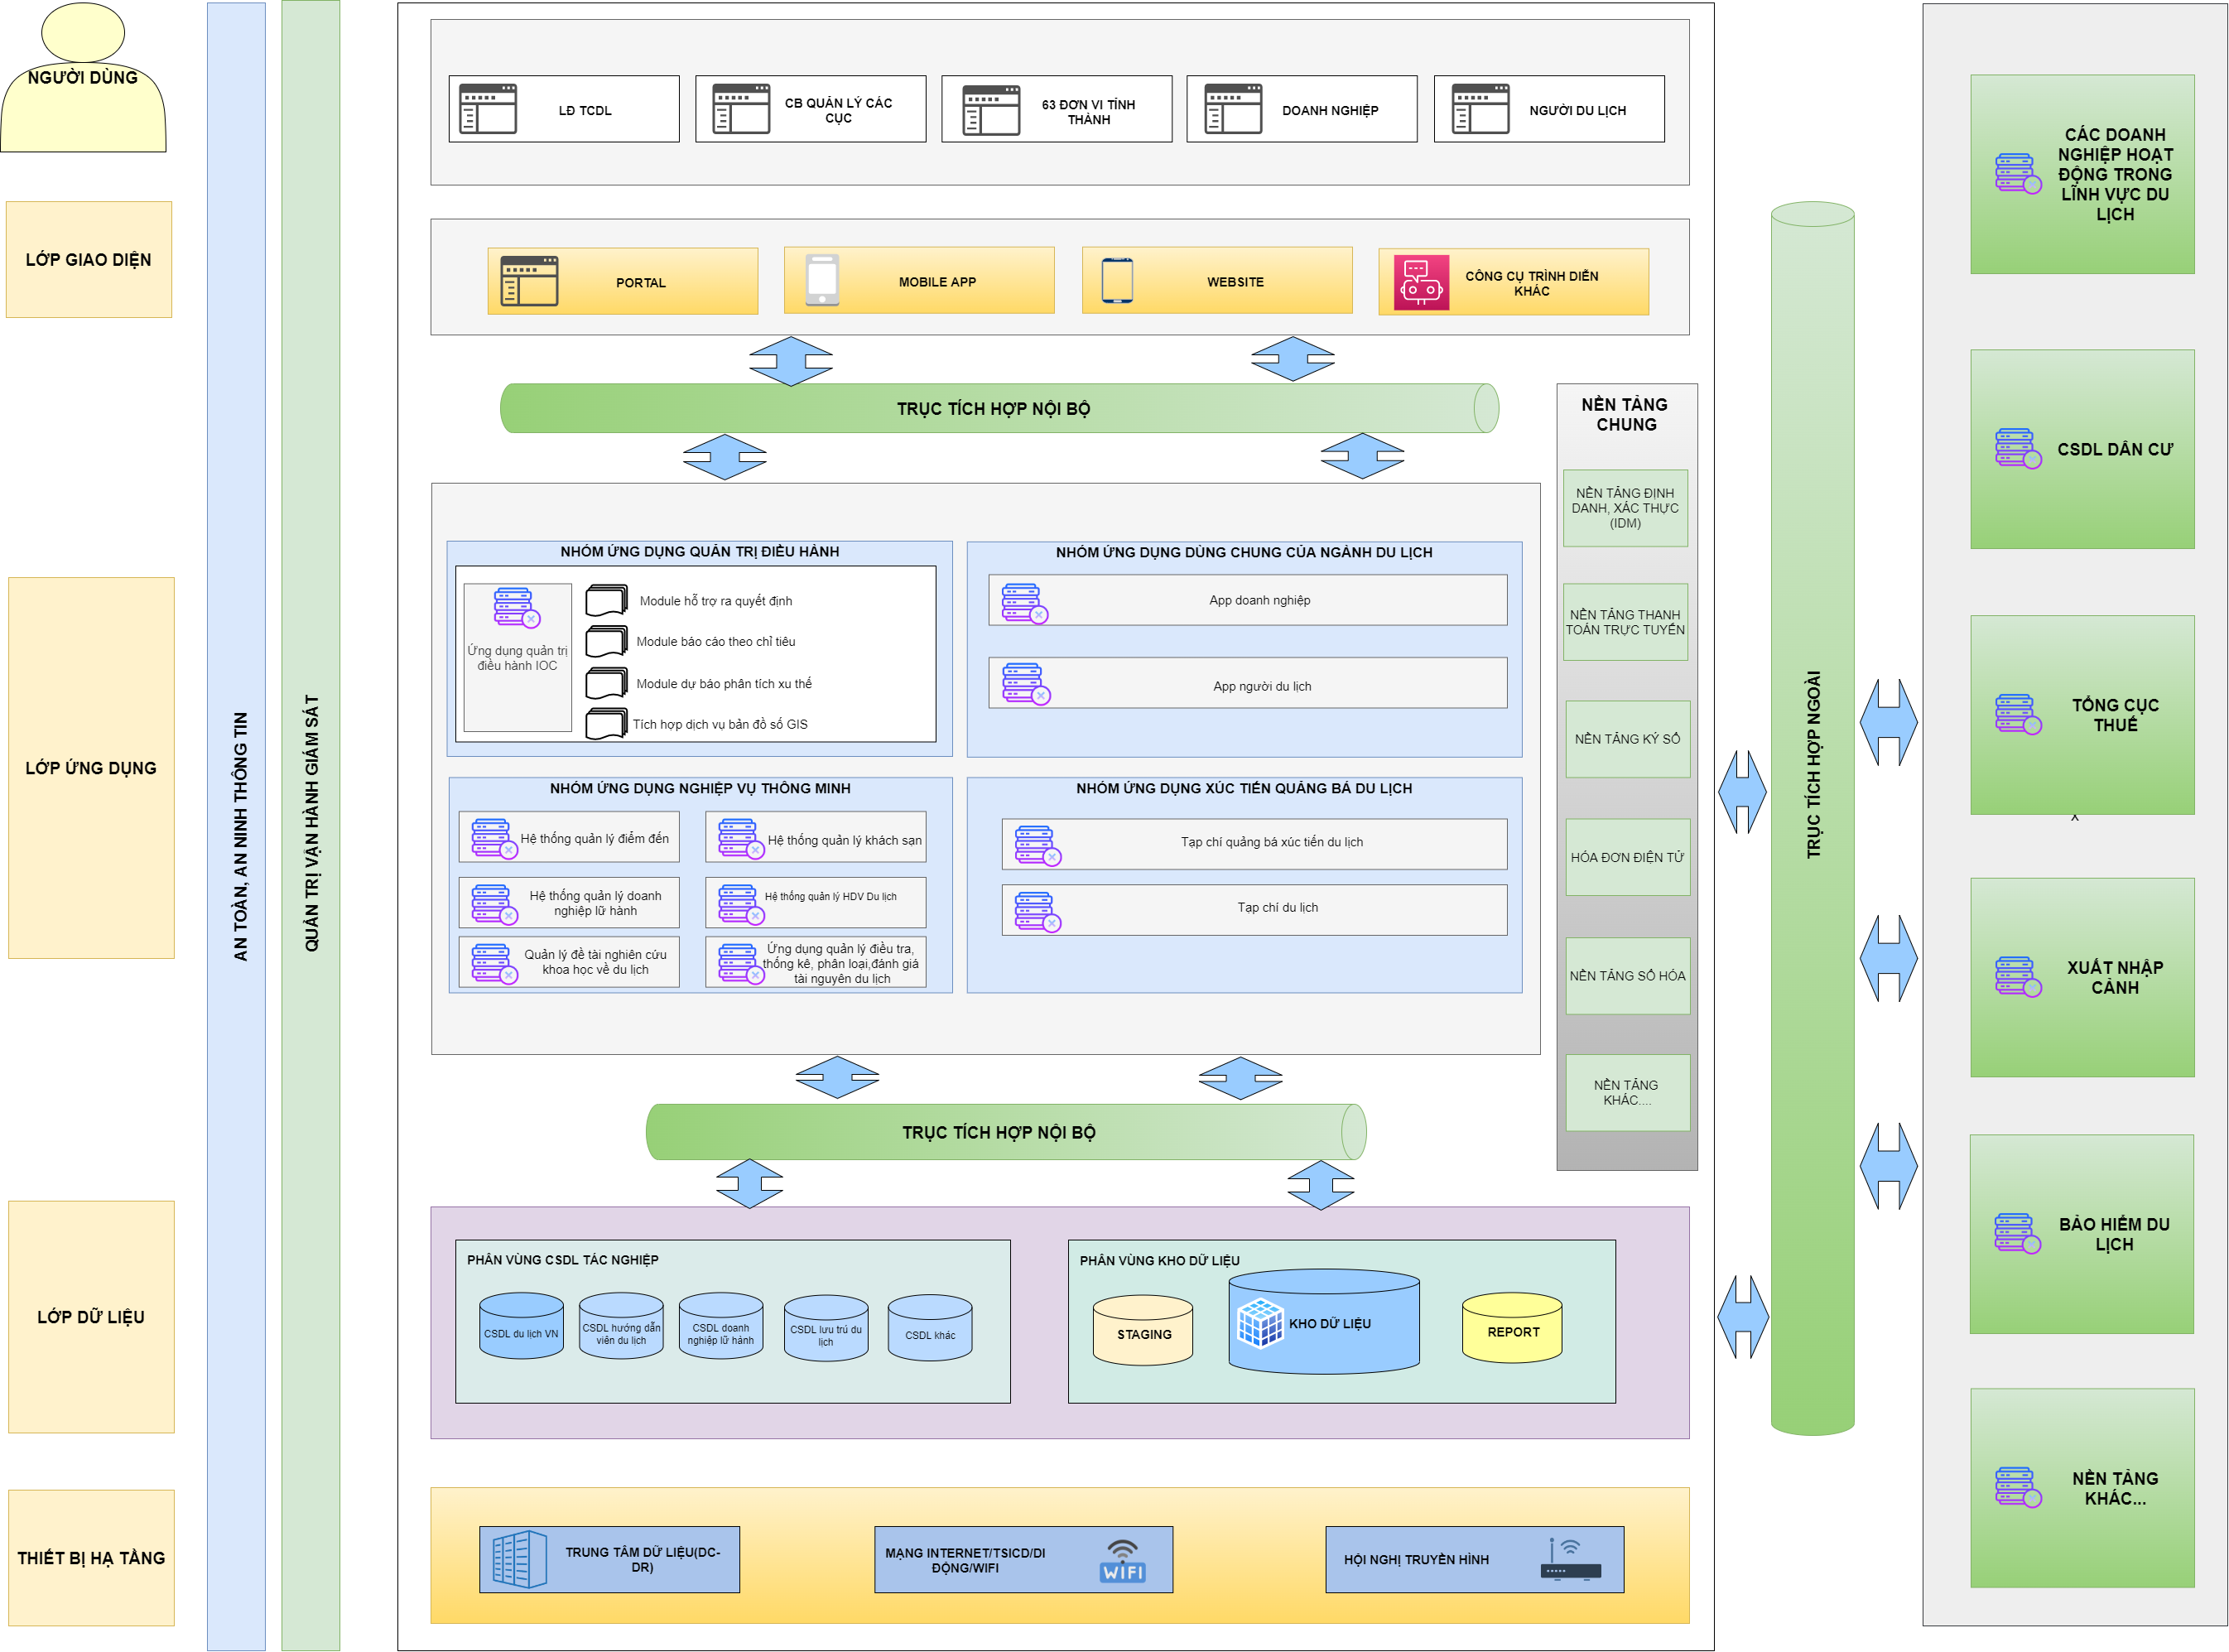 NGƯỜI DÙNG
LỚP GIAO DIỆN
LỚP ỨNG DỤNG
LỚP DỮ LIỆU
THIẾT BỊ HẠ TẦNG
AN TOÀN, AN NINH THÔNG TIN
QUẢN TRỊ VẬN HÀNH GIÁM SÁT
LĐ TCDL
CB QUẢN LÝ CÁC
CỤC
63 ĐƠN VI TỈNH
THÀNH
DOANH NGHIỆP
NGƯỜI DU LỊCH
PORTAL
MOBILE APP
WEBSITE
CÔNG CỤ TRÌNH DIỄN
KHÁC
TRỤC TÍCH HỢP NỘI BỘ
NHÓM ỨNG DỤNG QUẢN TRỊ ĐIỀU HÀNH
Ứng dụng quản trị
điều hành IOC
Module hỗ trợ ra quyết định
Module báo cáo theo chỉ tiêu
Module dự báo phân tích xu thế
Tích hợp dịch vụ bản đồ số GIS
NHÓM ỨNG DỤNG DÙNG CHUNG CỦA NGÀNH DU LỊCH
App doanh nghiệp
App người du lịch
NHÓM ỨNG DỤNG NGHIỆP VỤ THÔNG MINH
Hệ thống quản lý điểm đến
Hệ thống quản lý khách sạn
Hệ thống quản lý doanh
nghiệp lữ hành
Hệ thống quản lý HDV Du lịch
Quản lý đề tài nghiên cứu
khoa học về du lịch
Ứng dụng quản lý điều tra,
thống kê, phân loại,đánh giá
tài nguyên du lịch
NHÓM ỨNG DỤNG XÚC TIẾN QUẢNG BÁ DU LỊCH
Tạp chí quảng bá xúc tiến du lịch
Tạp chí du lịch
NỀN TẢNG
CHUNG
NỀN TẢNG ĐỊNH
DANH, XÁC THỰC
(IDM)
NỀN TẢNG THANH
TOÁN TRỰC TUYẾN
NỀN TẢNG KÝ SỐ
HÓA ĐƠN ĐIỆN TỬ
NỀN TẢNG SỐ HÓA
NỀN TẢNG
KHÁC....
TRỤC TÍCH HỢP NỘI BỘ
PHÂN VÙNG CSDL TÁC NGHIỆP
CSDL du lịch VN
CSDL hướng dẫn
viên du lịch
CSDL doanh
nghiệp lữ hành
CSDL lưu trú du
lịch
CSDL khác
PHÂN VÙNG KHO DỮ LIỆU
STAGING
KHO DỮ LIỆU
REPORT
TRUNG TÂM DỮ LIỆU(DC-
DR)
MẠNG INTERNET/TSICD/DI
ĐỘNG/WIFI
WIFI
HỘI NGHỊ TRUYỀN HÌNH
TRỤC TÍCH HỢP NGOÀI
CÁC DOANH
NGHIỆP HOẠT
ĐỘNG TRONG
LĨNH VỰC DU
LỊCH
CSDL DÂN CƯ
TỔNG CỤC
THUẾ
X
XUẤT NHẬP
CẢNH
BẢO HIỂM DU
LỊCH
NỀN TẢNG
KHÁC...